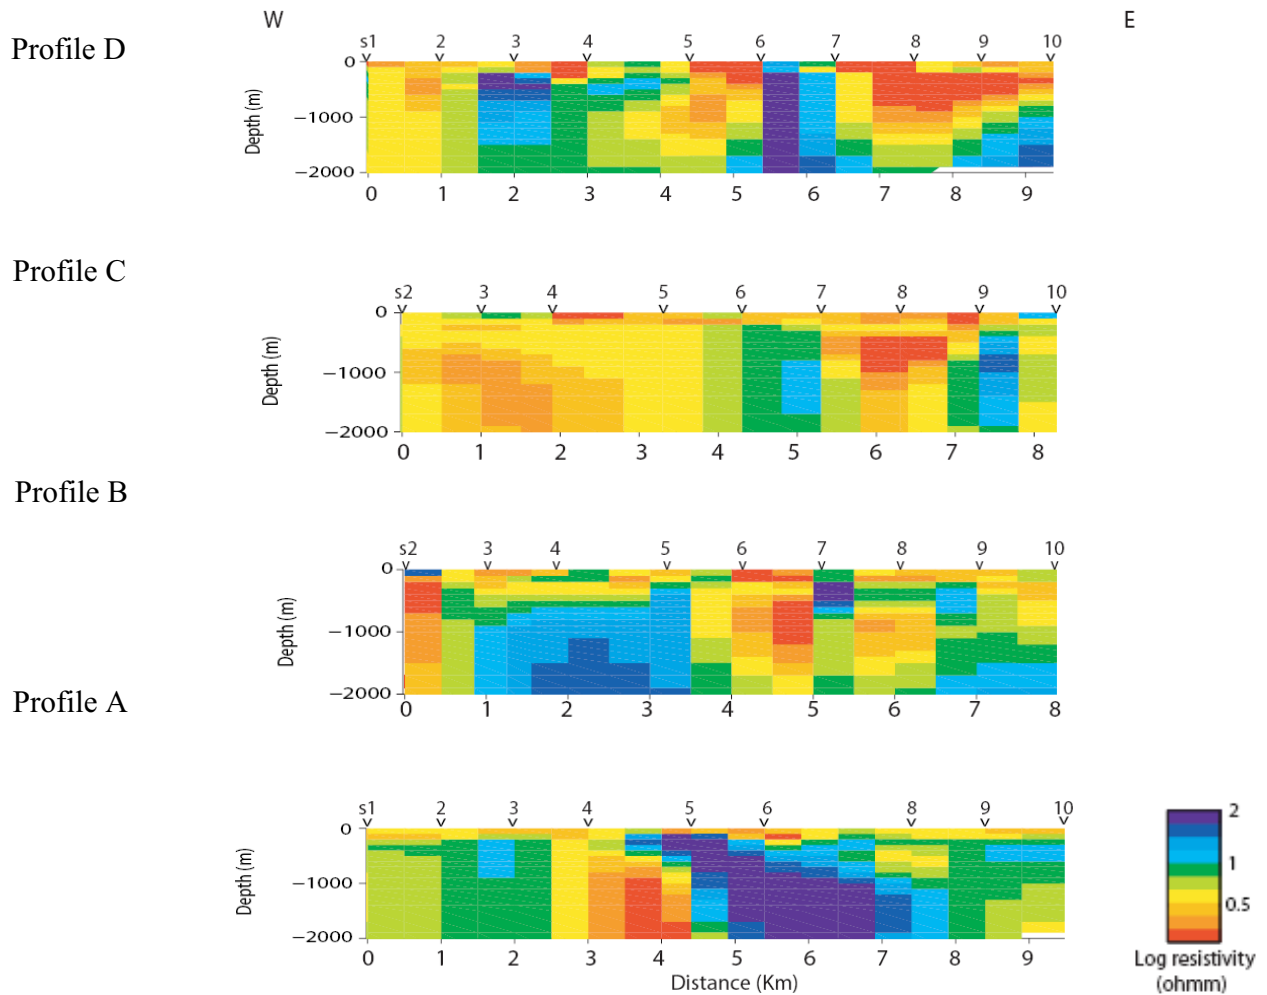 W E
Profile D
s1 2 3 4 5 6 7 8 9 10
0
−1000
−2000
Depth (m)
0 1 2 3 4 5 6 7 8 9
Profile C
s2 3 4 5 6 7 8 9 10
0
−1000
−2000
Depth (m)
0 1 2 3 4 5 6 7 8
Profile B
s2 3 4 5 6 7 8 9 10
0
−1000
−2000
Depth (m)
0 1 2 3 4 5 6 7 8
Profile A
s1 2 3 4 5 6 8 9 10
0
−1000
−2000
Depth (m)
0 1 2 3 4 5 6 7 8 9
Distance (Km)
2
1
0.5
Log resistivity
(ohmm)